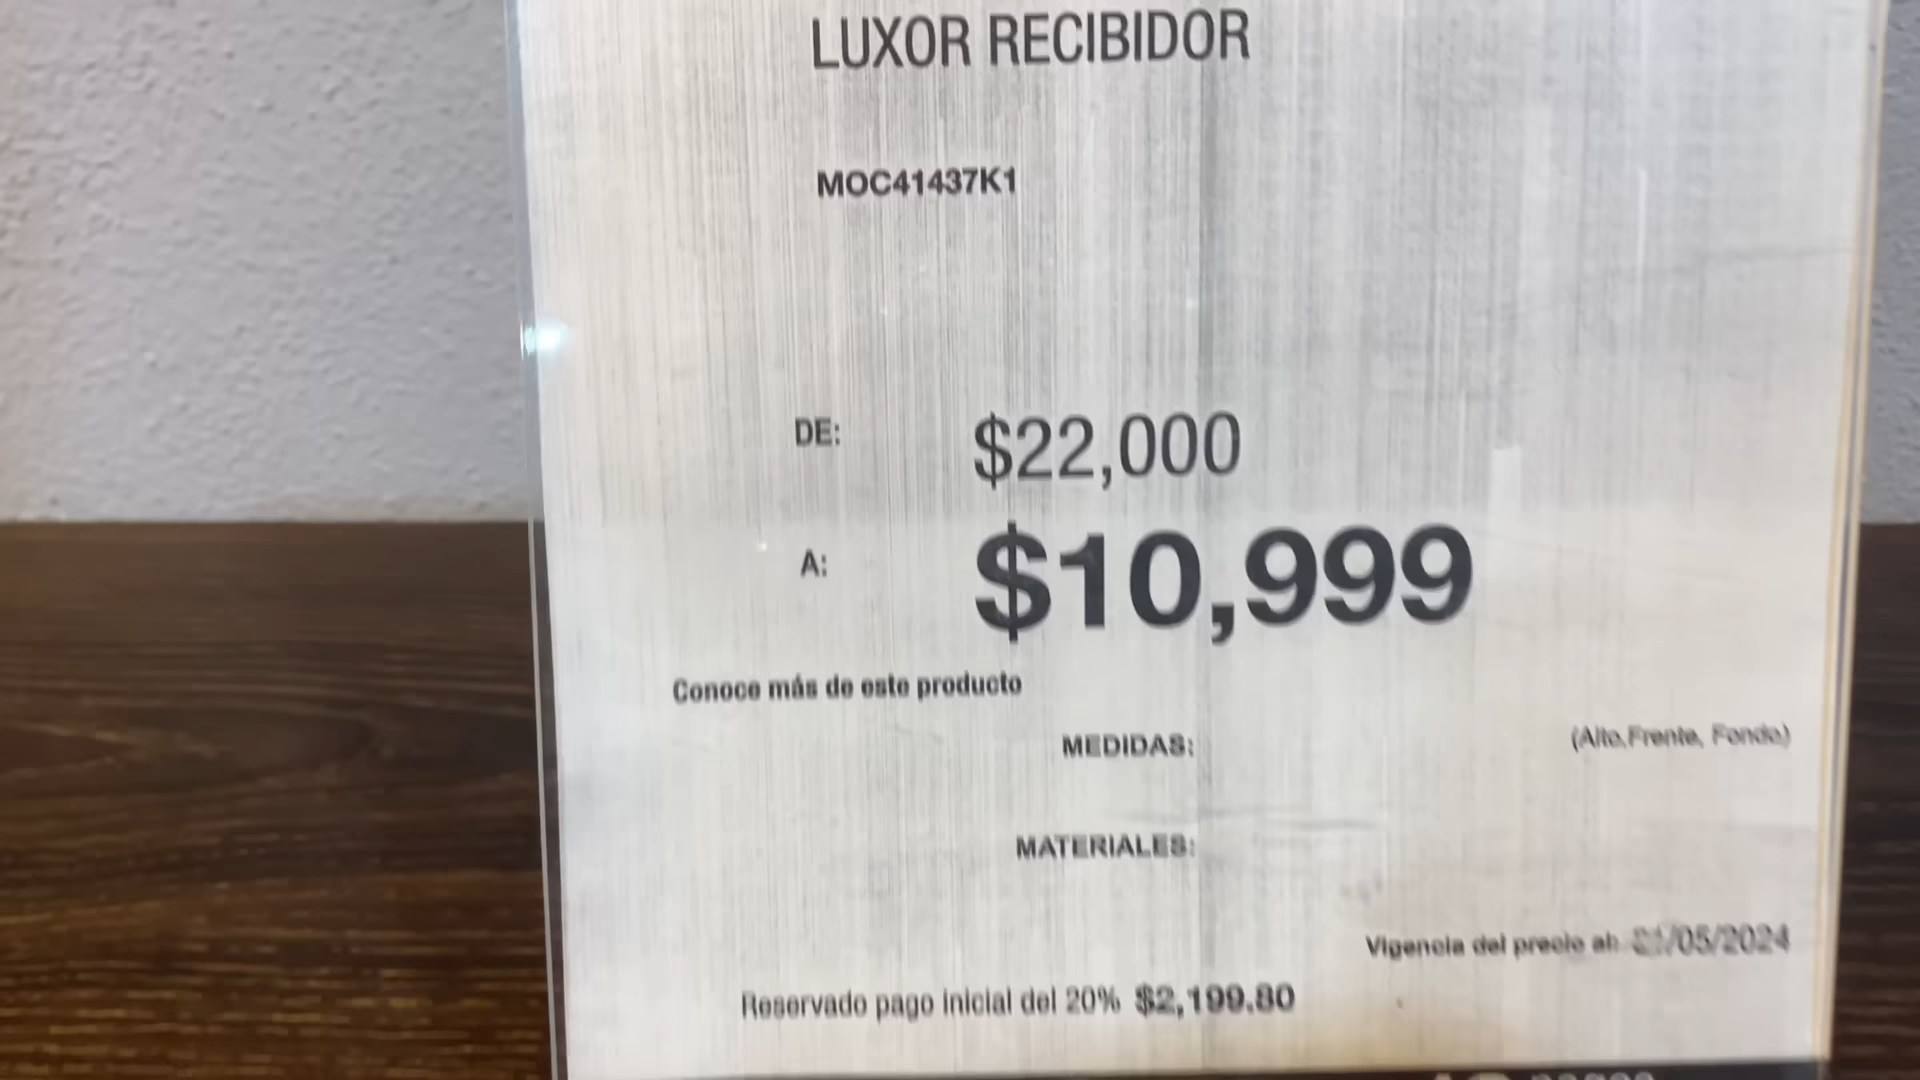 LUXOR RECIBIDOR
MOC41437K1
DE: $22,000
A: $10,999
Conoce más de este producto
MEDIDAS: (Alto,Frente, Fondo)
MATERIALES:
Vigencia del precio al:
Reservado pago inicial del 20% $2,199.80